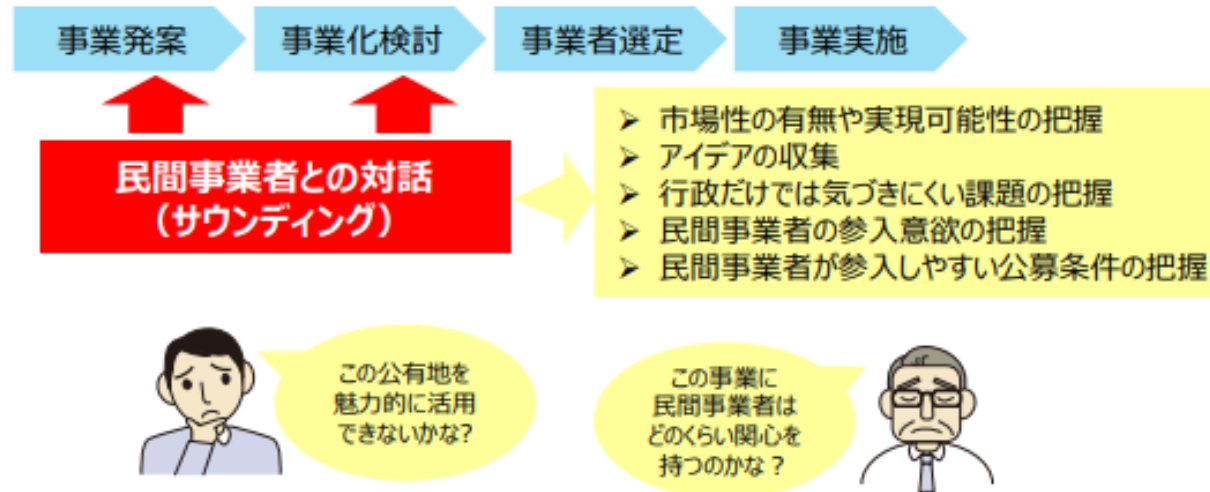 事業発案
事業化検討
事業者選定
事業実施
民間事業者との対話
（サウンディング）
➢ 市場性の有無や実現可能性の把握
➢ アイデアの収集
➢ 行政だけでは気づきにくい課題の把握
➢ 民間事業者の参入意欲の把握
➢ 民間事業者が参入しやすい公募条件の把握
この公有地を
魅力的に活用
できないかな?
この事業に
民間事業者は
どのくらい関心を
持つのかな？